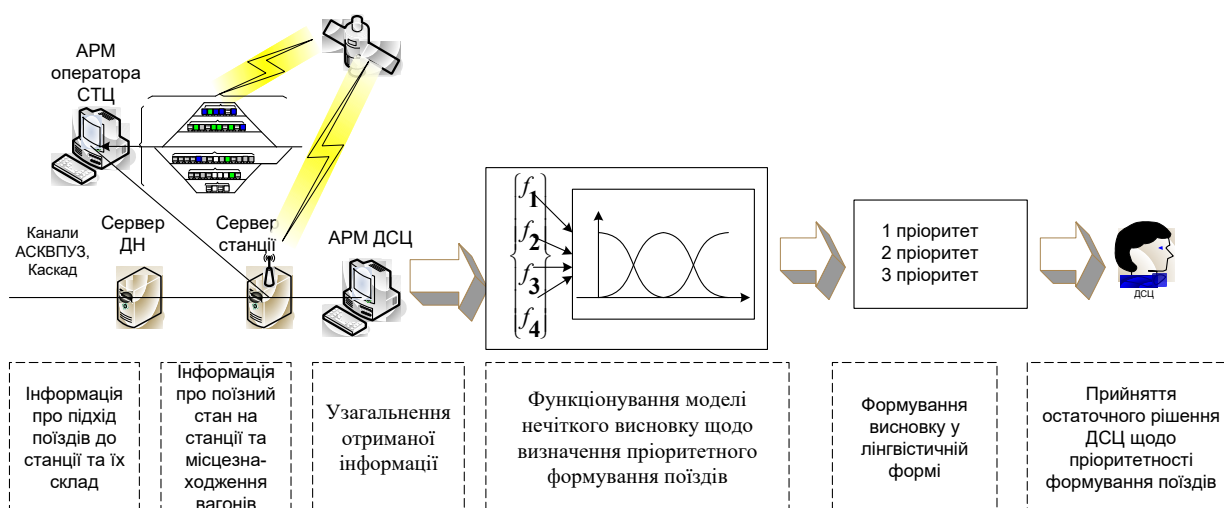 АРМ
оператора
СТЦ
Канали
АСКВПУЗ,
Каскад
Сервер
ДН
Сервер
станції
АРМ ДСЦ
f1
f2
f3
f4
1 пріоритет
2 пріоритет
3 пріоритет
ДСЦ
Інформація
про підхід
поїздів до
станції та їх
склад
Інформація
про поїзний
стан на
станції та
місцезна-
ходження
вагонів
Узагальнення
отриманої
інформації
Функціонування моделі
нечіткого висновку щодо
визначення пріоритетного
формування поїздів
Формування
висновку у
лінгвістичній
формі
Прийняття
остаточного рішення
ДСЦ щодо
пріоритетності
формування поїздів